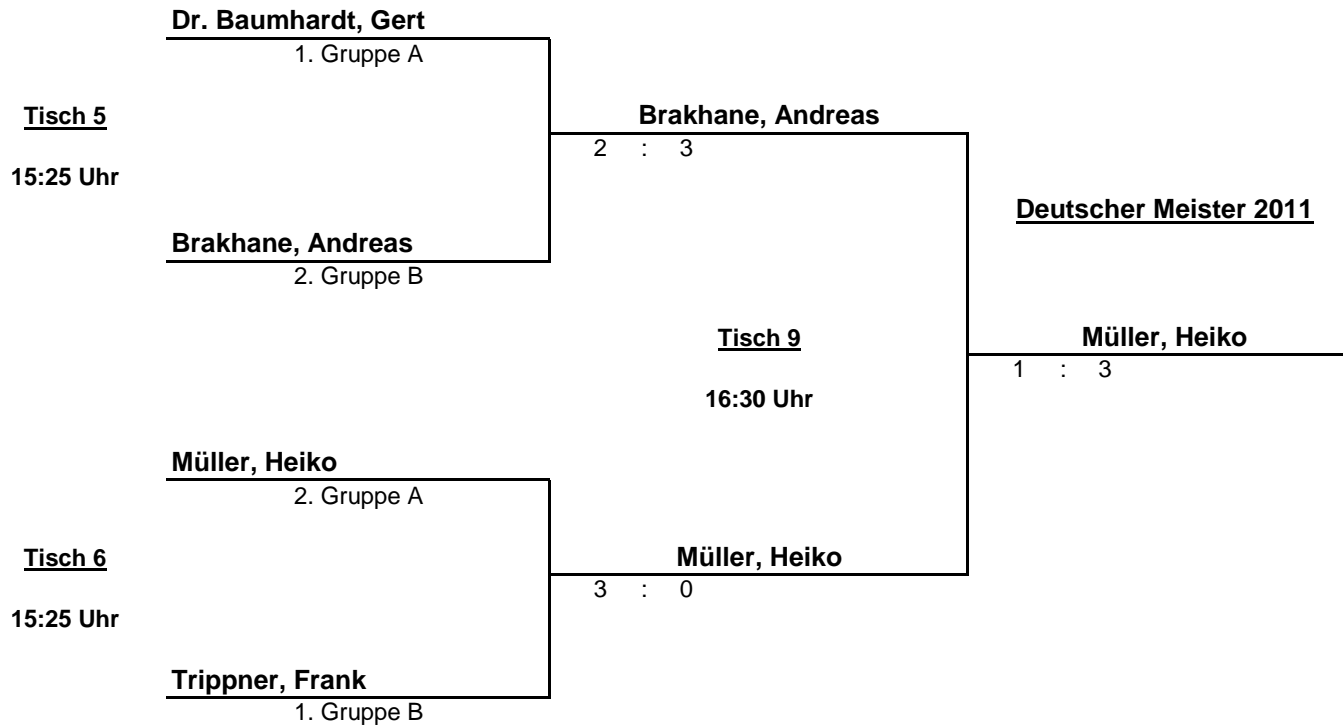 Dr. Baumhardt, Gert
1. Gruppe A
Tisch 5
Brakhane, Andreas
2 : 3
15:25 Uhr
Deutscher Meister 2011
Brakhane, Andreas
2. Gruppe B
Tisch 9
Müller, Heiko
1 : 3
16:30 Uhr
Müller, Heiko
2. Gruppe A
Tisch 6
Müller, Heiko
3 : 0
15:25 Uhr
Trippner, Frank
1. Gruppe B